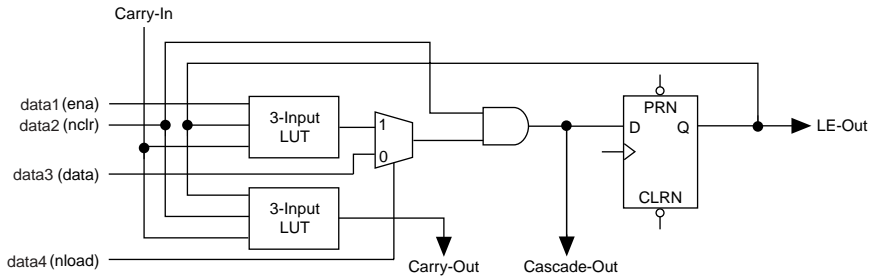 Carry-In
data1 (ena)
data2 (nclr)
3-Input
LUT
1
0
PRN
D
Q
LE-Out
data3 (data)
CLRN
3-Input
LUT
data4 (nload)
Carry-Out
Cascade-Out